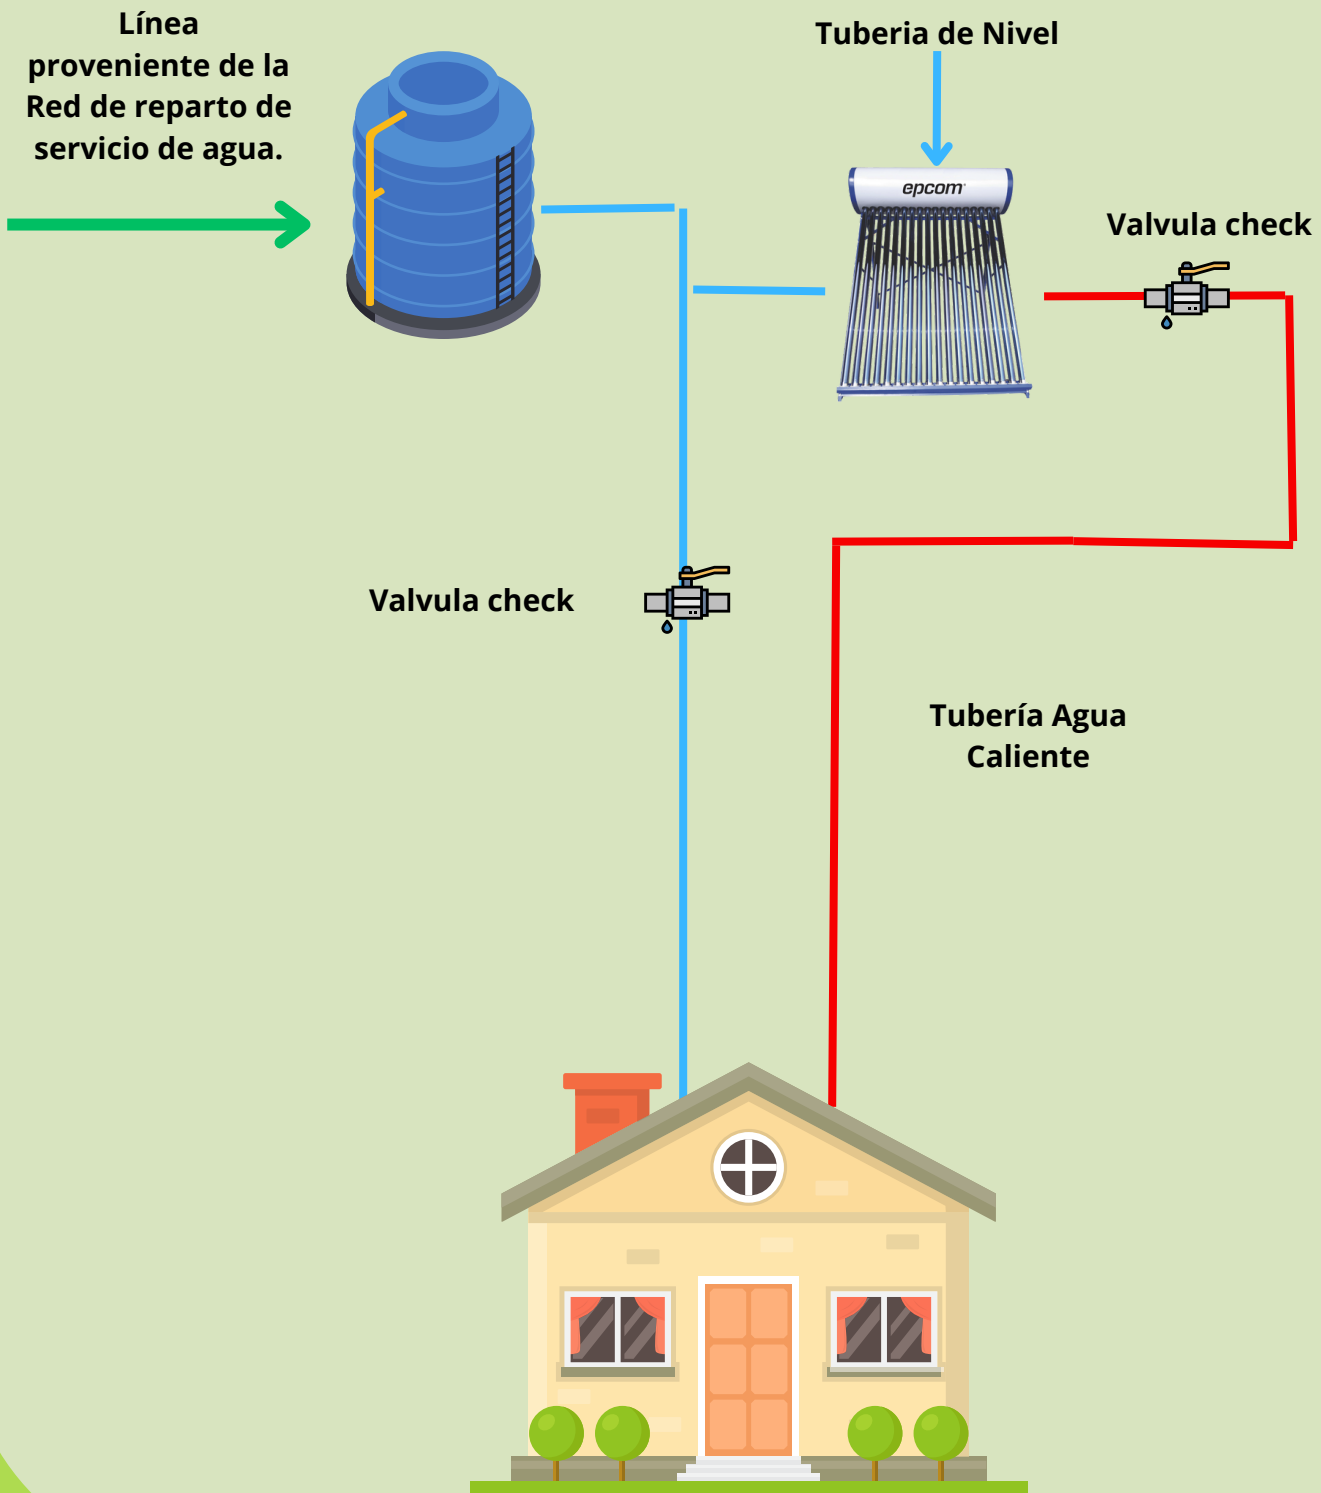 Línea
proveniente de la
Red de reparto de
servicio de agua.
Tuberia de Nivel
epcom
Valvula check
Valvula check
Tubería Agua
Caliente